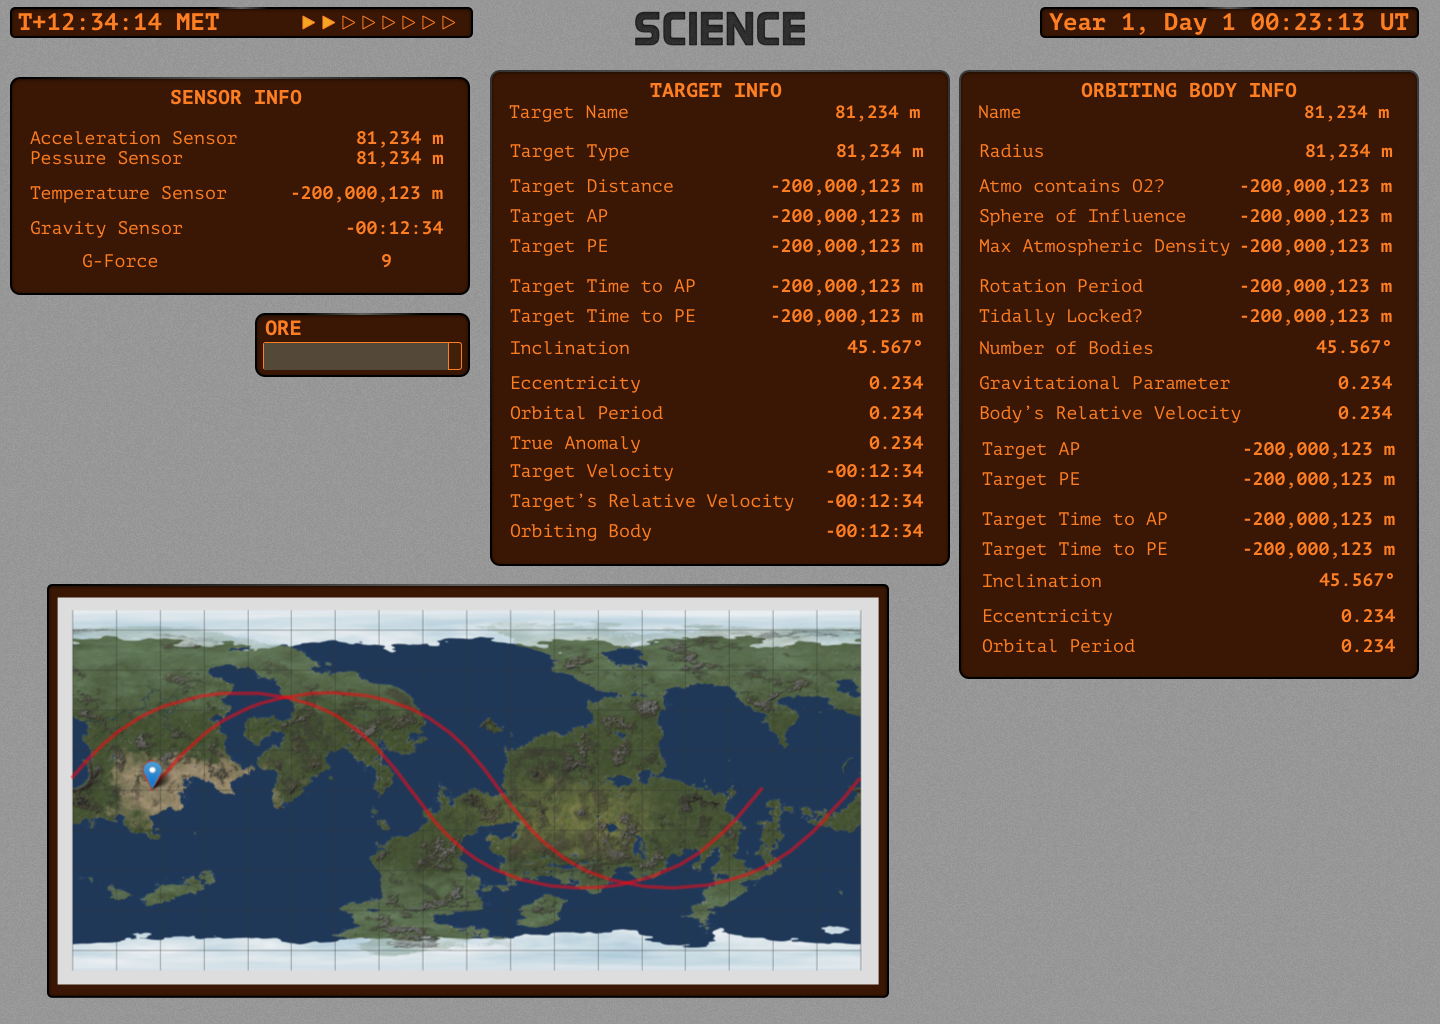 T+12:34:14 MET
SCIENCE
Year 1, Day 1 00:23:13 UT
SENSOR INFO
Acceleration Sensor 81,234 m
Pessure Sensor 81,234 m
Temperature Sensor -200,000,123 m
Gravity Sensor -00:12:34
G-Force 9
ORE
TARGET INFO
Target Name 81,234 m
Target Type 81,234 m
Target Distance -200,000,123 m
Target AP -200,000,123 m
Target PE -200,000,123 m
Target Time to AP -200,000,123 m
Target Time to PE -200,000,123 m
Inclination 45.567°
Eccentricity 0.234
Orbital Period 0.234
True Anomaly 0.234
Target Velocity -00:12:34
Target’s Relative Velocity -00:12:34
Orbiting Body -00:12:34
ORBITING BODY INFO
Name 81,234 m
Radius 81,234 m
Atmo contains O2? -200,000,123 m
Sphere of Influence -200,000,123 m
Max Atmospheric Density -200,000,123 m
Rotation Period -200,000,123 m
Tidally Locked? -200,000,123 m
Number of Bodies 45.567°
Gravitational Parameter 0.234
Body’s Relative Velocity 0.234
Target AP -200,000,123 m
Target PE -200,000,123 m
Target Time to AP -200,000,123 m
Target Time to PE -200,000,123 m
Inclination 45.567°
Eccentricity 0.234
Orbital Period 0.234